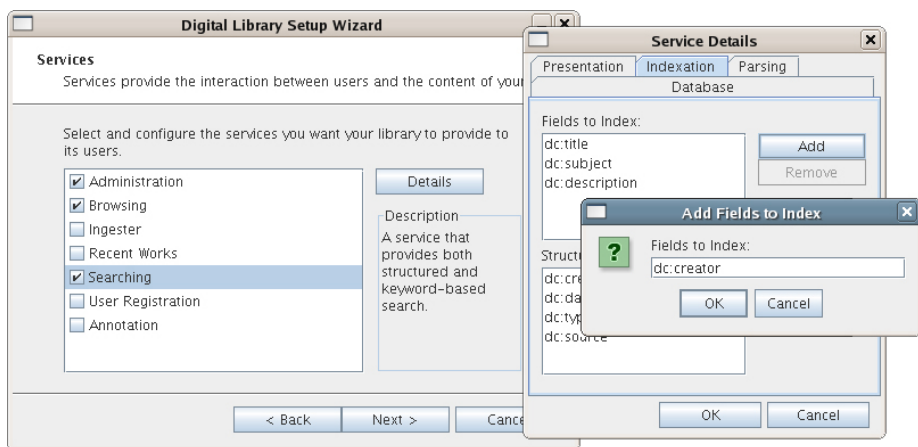 Digital Library Setup Wizard
Services
Services provide the interaction between users and the content of your
Select and configure the services you want your library to provide to
its users.
Administration
Browsing
Ingester
Recent Works
Searching
User Registration
Annotation
Details
Description
A service that
provides both
structured and
keyword-based
search.
< Back
Next >
Service Details
Presentation
Indexation
Parsing
Database
Fields to Index:
dc:title
dc:subject
dc:description
Add
Remove
dc:source
OK
Cancel
Add Fields to Index
?
Fields to Index:
dc:creator
OK
Cancel